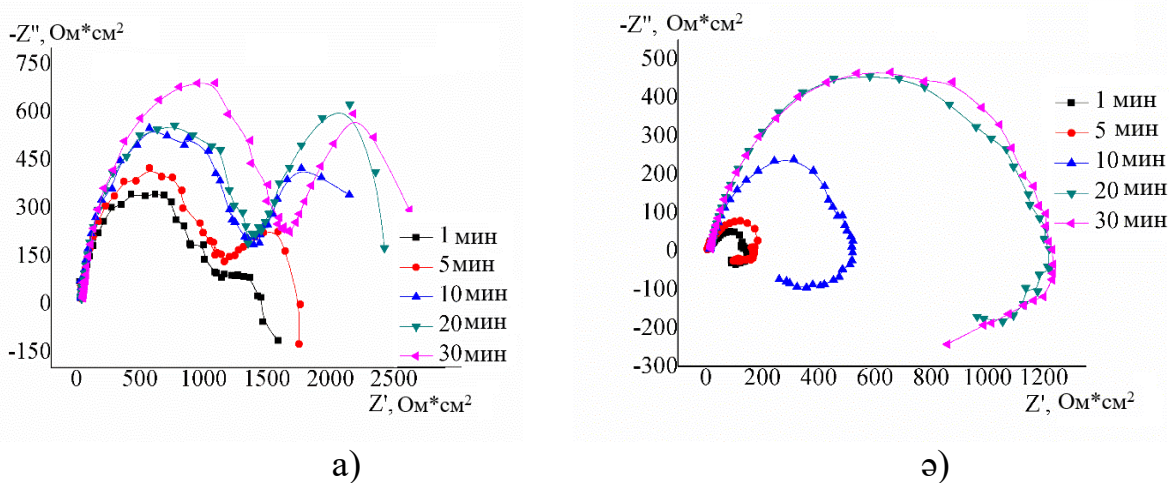 -Z'', Ом*см²
750
600
450
300
150
0
-150
0 500 1000 1500 2000 2500
Z', Ом*см²
1 мин
5 мин
10 мин
20 мин
30 мин
а)
-Z'', Ом*см²
500
400
300
200
100
0
-100
-200
-300
0 200 400 600 800 1000 1200
Z', Ом*см²
1 мин
5 мин
10 мин
20 мин
30 мин
ә)